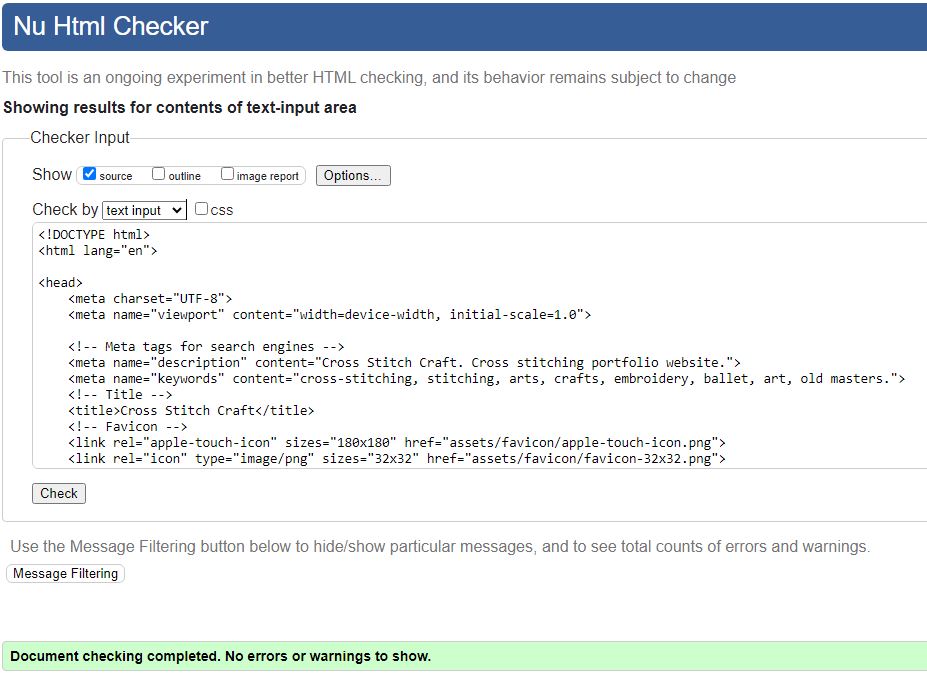 Nu Html Checker
This tool is an ongoing experiment in better HTML checking, and its behavior remains subject to change
Showing results for contents of text-input area
Checker Input
Show source outline image report Options...
Check by text input css
<!DOCTYPE html>
<html lang="en">
<head>
<meta charset="UTF-8">
<meta name="viewport" content="width=device-width, initial-scale=1.0">
<!-- Meta tags for search engines -->
<meta name="description" content="Cross Stitch Craft. Cross stitching portfolio website.">
<meta name="keywords" content="cross-stitching, stitching, arts, crafts, embroidery, ballet, art, old masters.">
<!-- Title -->
<title>Cross Stitch Craft</title>
<!-- Favicon -->
<link rel="apple-touch-icon" sizes="180x180" href="assets/favicon/apple-touch-icon.png">
<link rel="icon" type="image/png" sizes="32x32" href="assets/favicon/favicon-32x32.png">
Check
Use the Message Filtering button below to hide/show particular messages, and to see total counts of errors and warnings.
Message Filtering
Document checking completed. No errors or warnings to show.